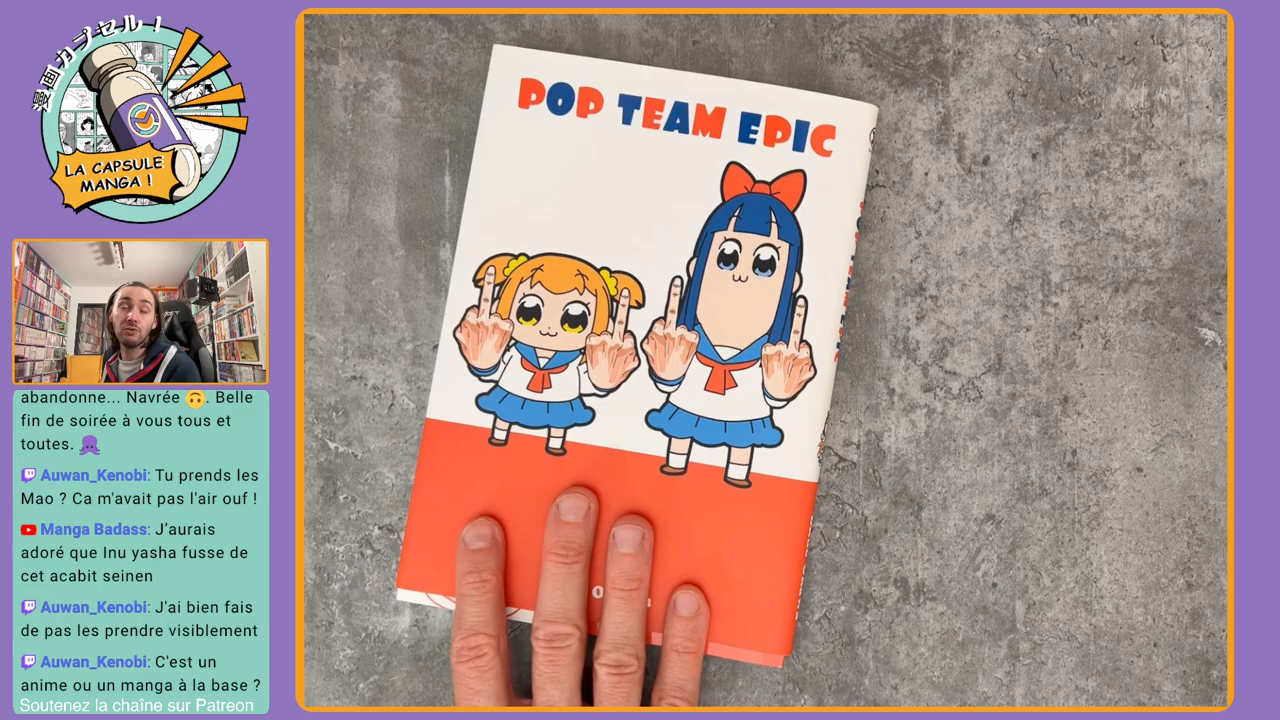 漫画カプセル！
LA CAPSULE
MANGA !
POP TEAM EPIC
abandonne... Navrée 🙃. Belle
fin de soirée à vous tous et
toutes.
Auwan_Kenobi: Tu prends les
Mao ? Ca m'avait pas l'air ouf !
Manga Badass: J’aurais
adoré que Inu yasha fusse de
cet acabit seinen
Auwan_Kenobi: J'ai bien fais
de pas les prendre visiblement
Auwan_Kenobi: C'est un
anime ou un manga à la base ?
Soutenez la chaîne sur Patreon